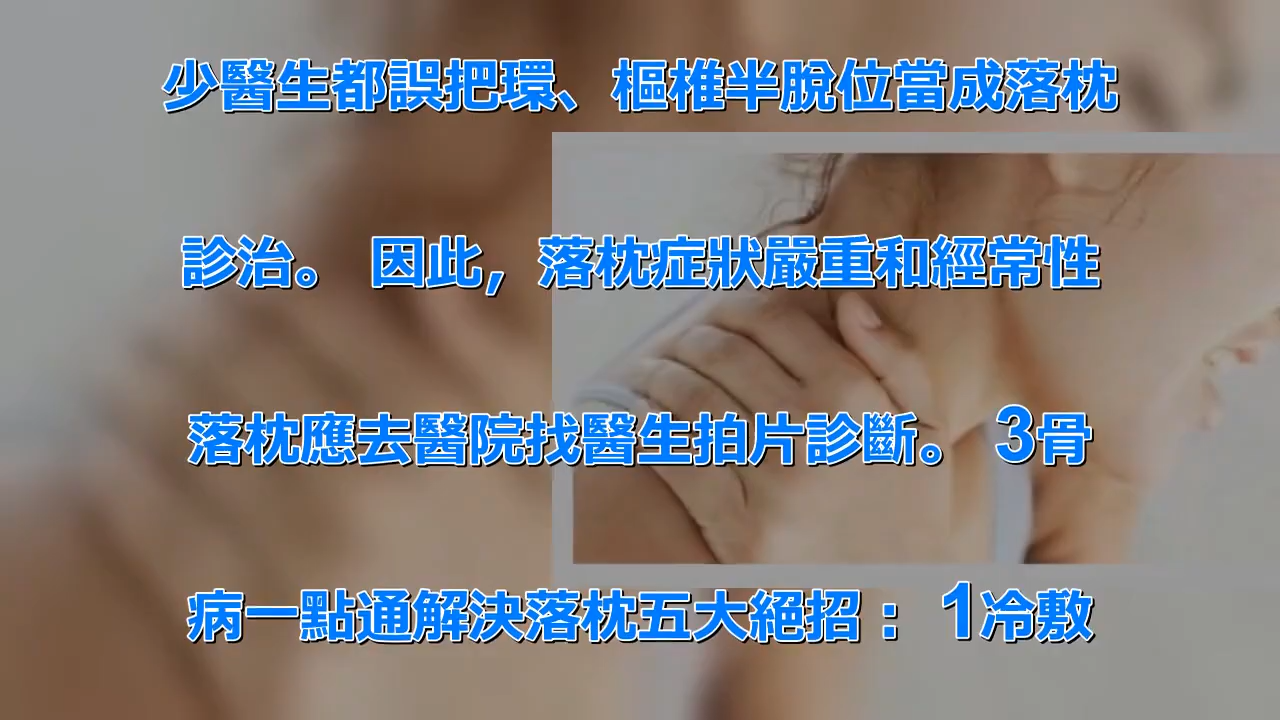 少醫生都誤把環、樞椎半脫位當成落枕
診治。 因此，落枕症狀嚴重和經常性
落枕應去醫院找醫生拍片診斷。 3骨
病一點通解決落枕五大絕招： 1冷敷